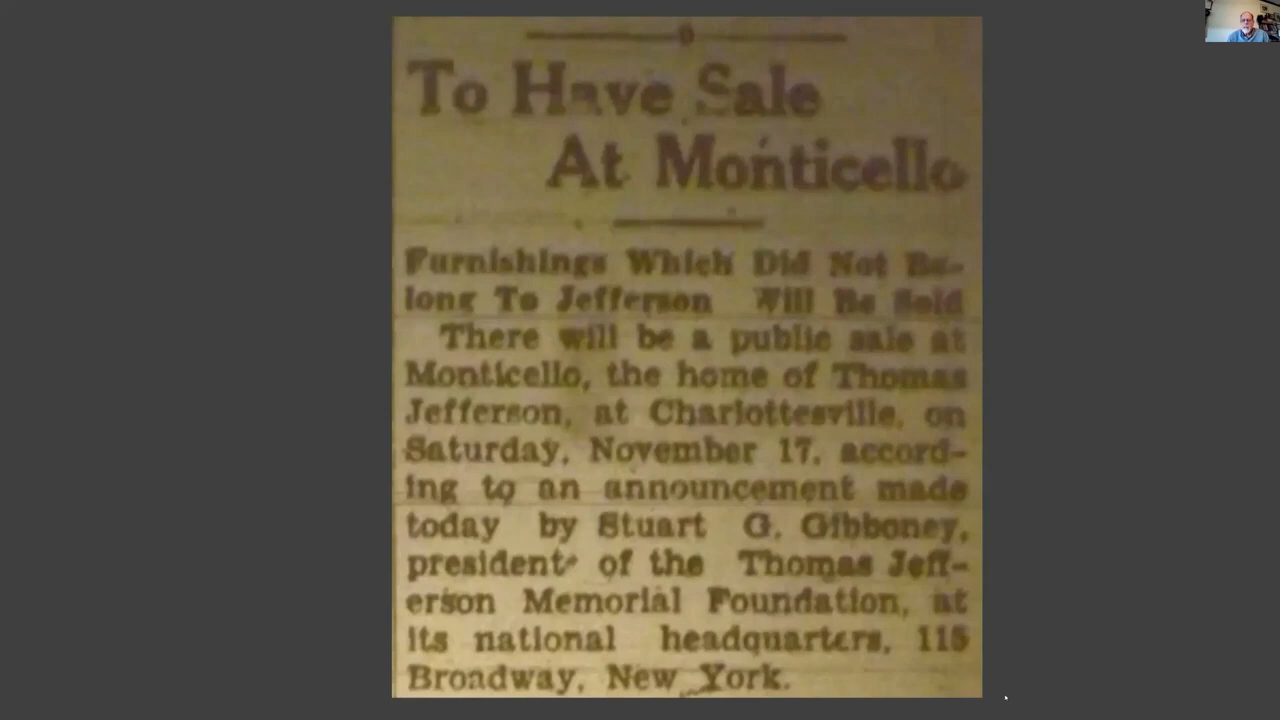 To Have Sale
At Monticello
Furnishings Which Did Not Be-
long To Jefferson Will Be Sold
There will be a public sale at
Monticello, the home of Thomas
Jefferson, at Charlottesville, on
Saturday, November 17, accord-
ing to an announcement made
today by Stuart G. Gibboney,
president of the Thomas Jeff-
erson Memorial Foundation, at
its national headquarters, 115
Broadway, New York.